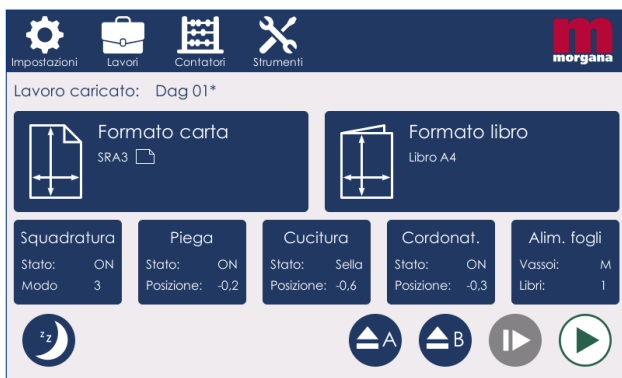 Impostazioni Lavori Contatori Strumenti
m
morgana
Lavoro caricato: Dag 01*
Formato carta
SRA3
Formato libro
Libro A4
Squadratura
Stato: ON
Modo 3
Piega
Stato: ON
Posizione: -0,2
Cucitura
Stato: Sella
Posizione: -0,6
Cordonat.
Stato: ON
Posizione: -0,3
Alim. fogli
Vassoi: M
Libri: 1
z z
A
B